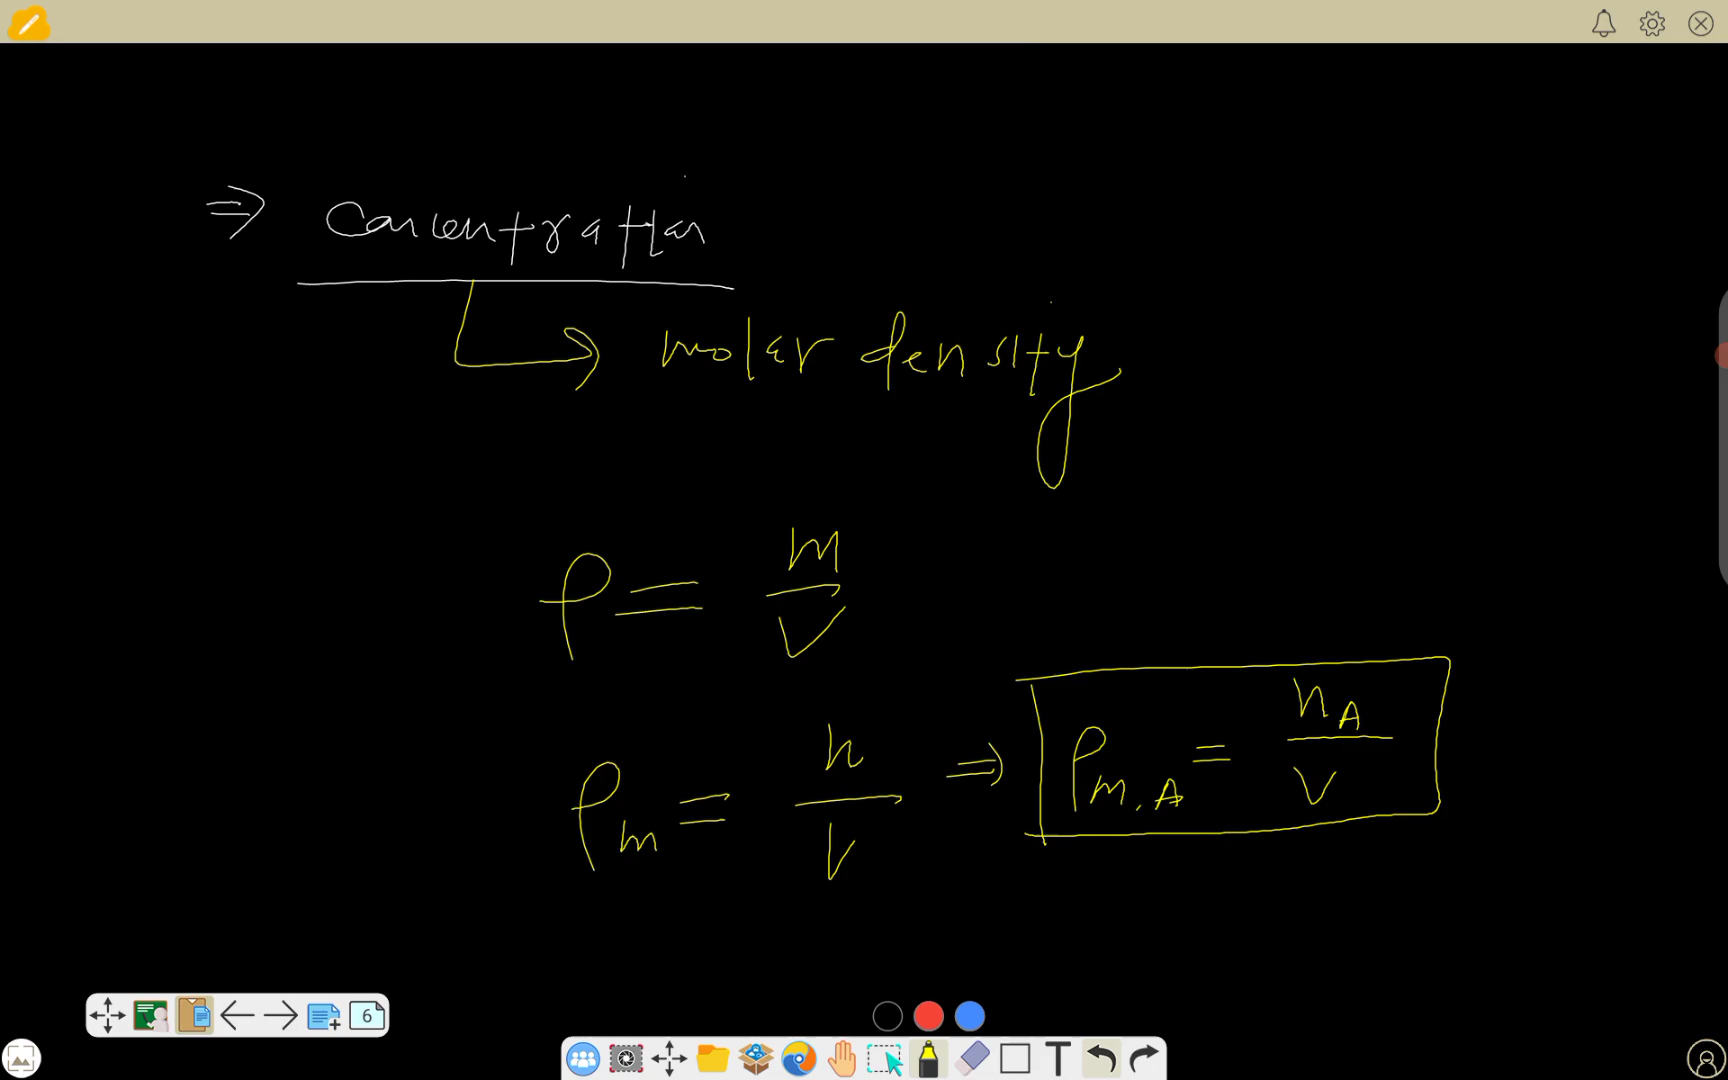 ⇒ Concentration
molar density
ρ = m/V
ρm = n/V ⇒ ρm,A = nA/V
6
T